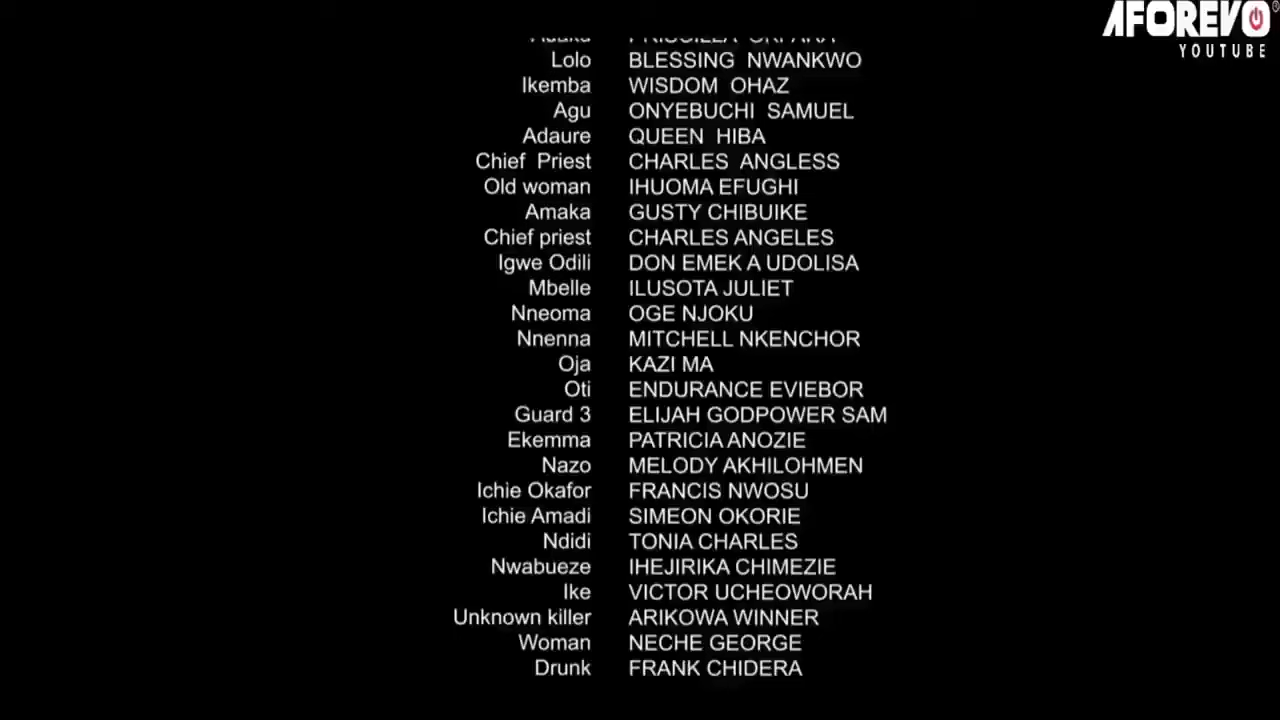 AFOREVO
YOUTUBE
Lolo BLESSING NWANKWO
Ikemba WISDOM OHAZ
Agu ONYEBUCHI SAMUEL
Adaure QUEEN HIBA
Chief Priest CHARLES ANGLESS
Old woman IHUOMA EFUGHI
Amaka GUSTY CHIBUIKE
Chief priest CHARLES ANGELES
Igwe Odili DON EMEK A UDOLISA
Mbelle ILUSOTA JULIET
Nneoma OGE NJOKU
Nnenna MITCHELL NKENCHOR
Oja KAZI MA
Oti ENDURANCE EVIEBOR
Guard 3 ELIJAH GODPOWER SAM
Ekemma PATRICIA ANOZIE
Nazo MELODY AKHILOHMEN
Ichie Okafor FRANCIS NWOSU
Ichie Amadi SIMEON OKORIE
Ndidi TONIA CHARLES
Nwabueze IHEJIRIKA CHIMEZIE
Ike VICTOR UCHEOWORAH
Unknown killer ARIKOWA WINNER
Woman NECHE GEORGE
Drunk FRANK CHIDERA